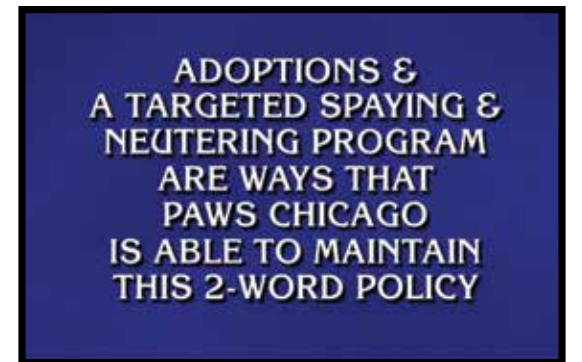 ADOPTIONS &
A TARGETED SPAYING &
NEUTERING PROGRAM
ARE WAYS THAT
PAWS CHICAGO
IS ABLE TO MAINTAIN
THIS 2-WORD POLICY